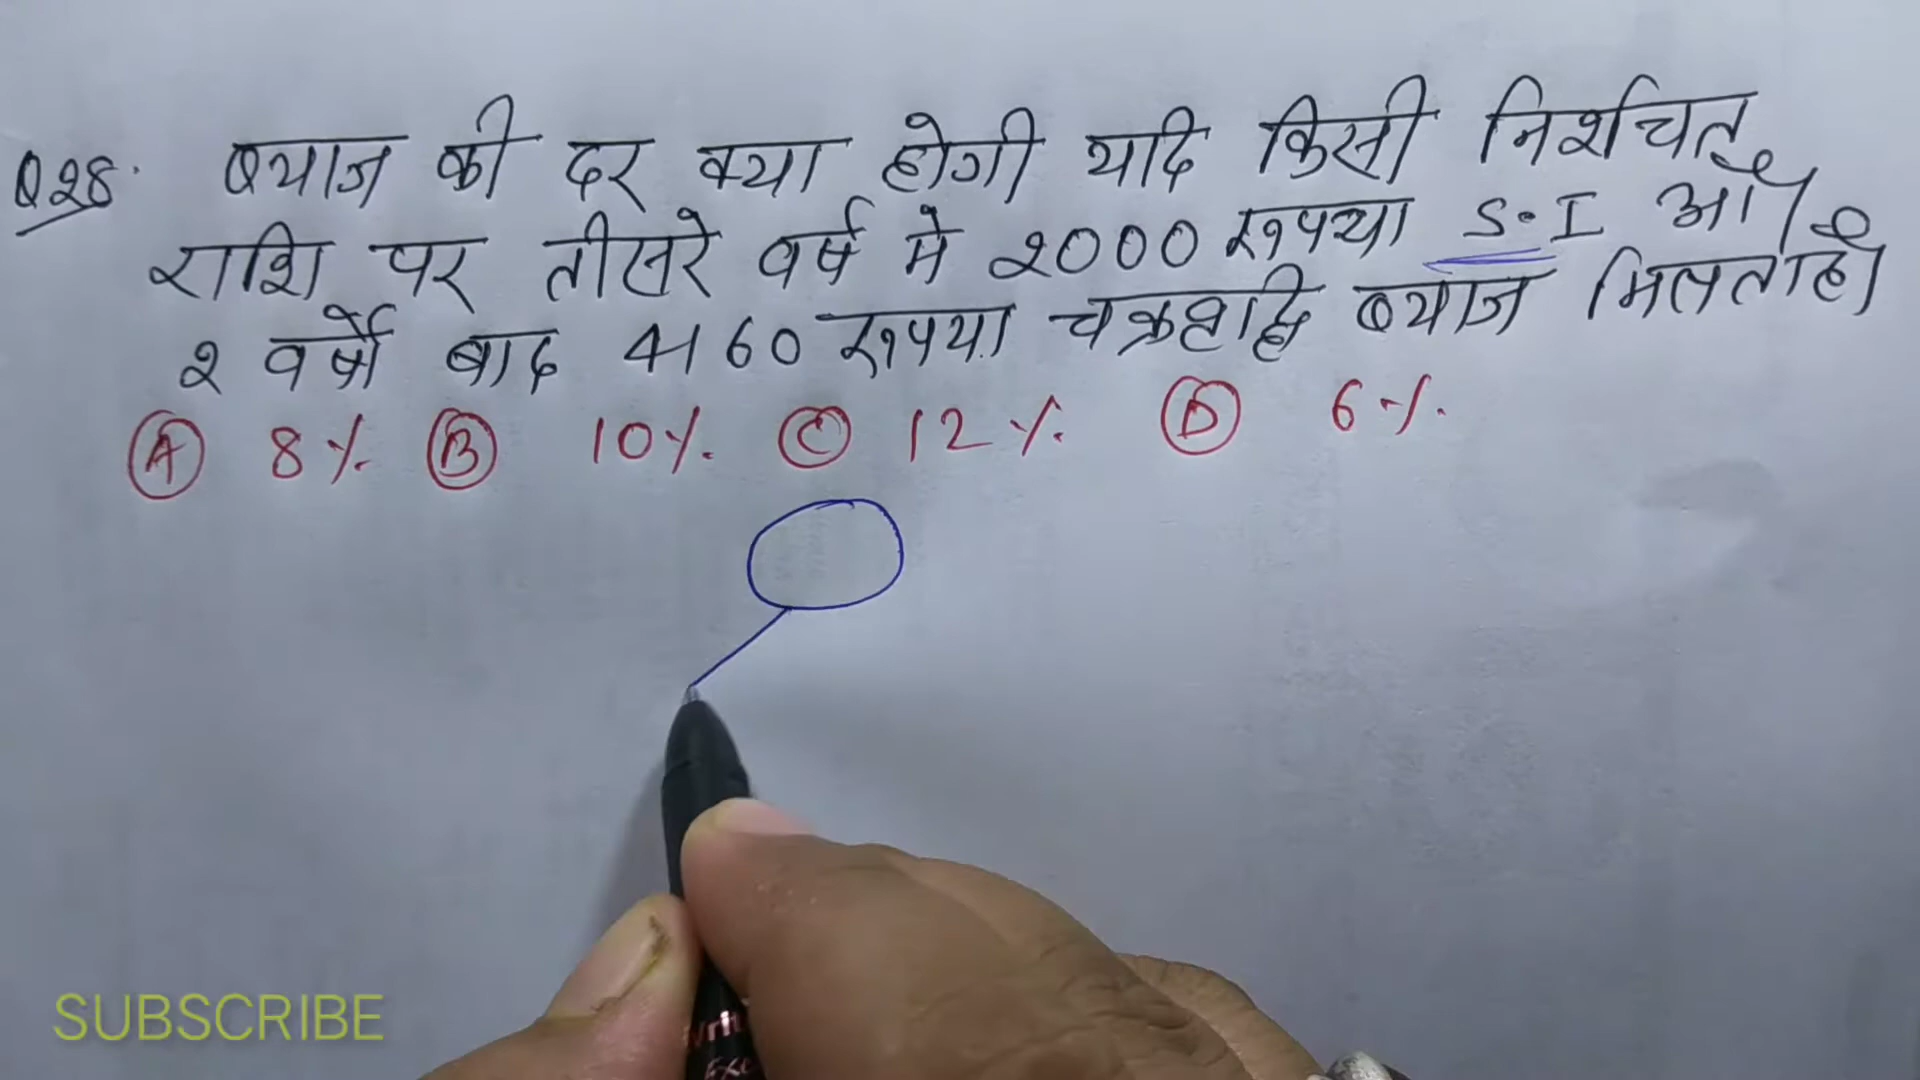 Q28. ब्याज की दर क्या होगी यदि किसी निश्चित
राशि पर तीसरे वर्ष मे 2000 रूपया S.I और
2 वर्षो बाद 4160 रूपया चक्रवृद्धि ब्याज मिलता है
(A) 8% (B) 10% (C) 12% (D) 6%
SUBSCRIBE